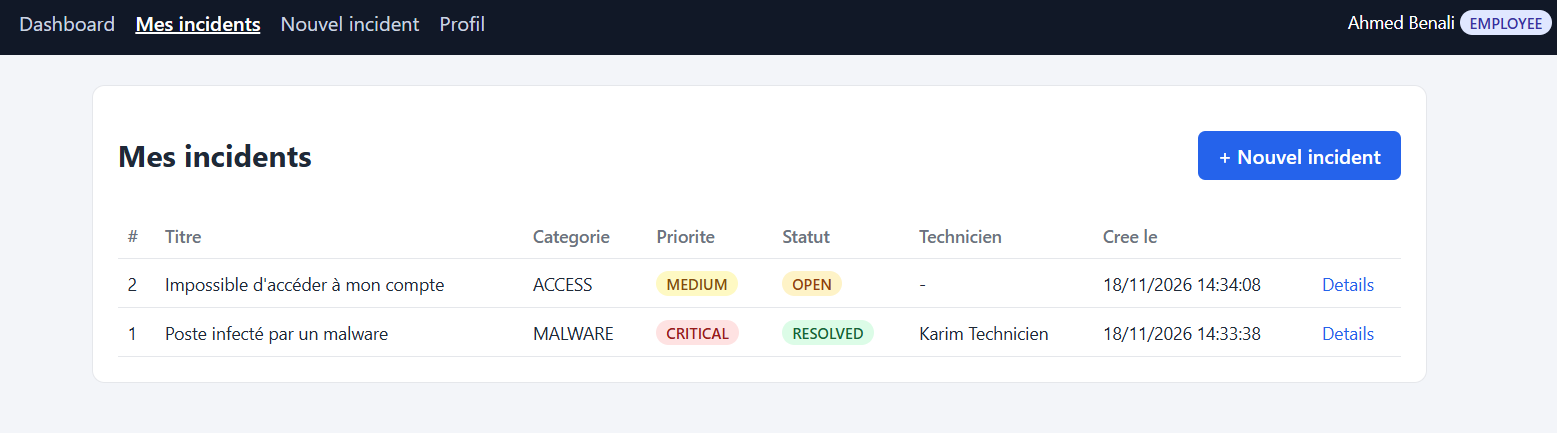 Dashboard Mes incidents Nouvel incident Profil Ahmed Benali EMPLOYEE
Mes incidents + Nouvel incident
# Titre Categorie Priorite Statut Technicien Cree le
2 Impossible d'accéder à mon compte ACCESS MEDIUM OPEN - 18/11/2026 14:34:08 Details
1 Poste infecté par un malware MALWARE CRITICAL RESOLVED Karim Technicien 18/11/2026 14:33:38 Details